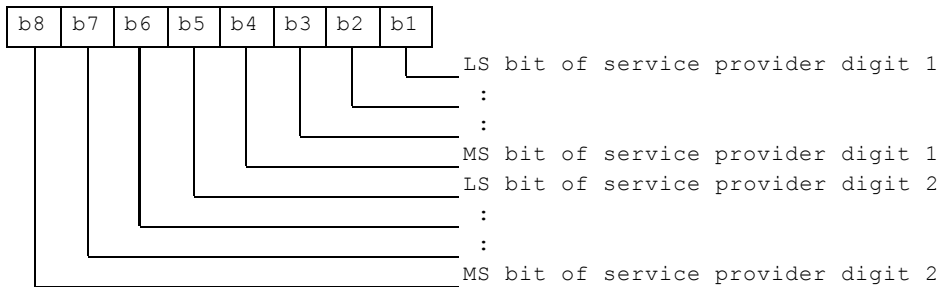 b8 b7 b6 b5 b4 b3 b2 b1
LS bit of service provider digit 1
:
:
MS bit of service provider digit 1
LS bit of service provider digit 2
:
:
MS bit of service provider digit 2